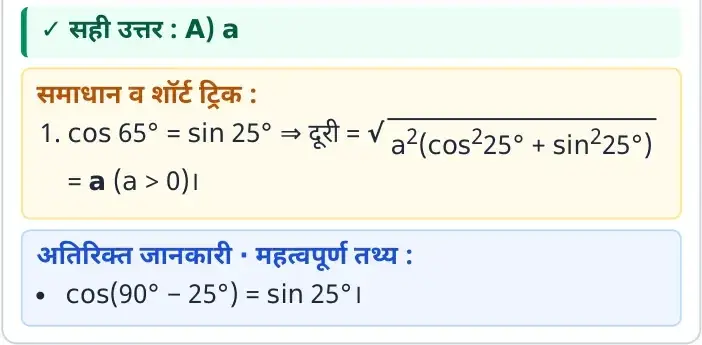 ✓ सही उत्तर : A) a
समाधान व शॉर्ट ट्रिक :
1. cos 65° = sin 25° ⇒ दूरी = √a²(cos²25° + sin²25°)
= a (a > 0)।
अतिरिक्त जानकारी · महत्वपूर्ण तथ्य :
• cos(90° − 25°) = sin 25°।